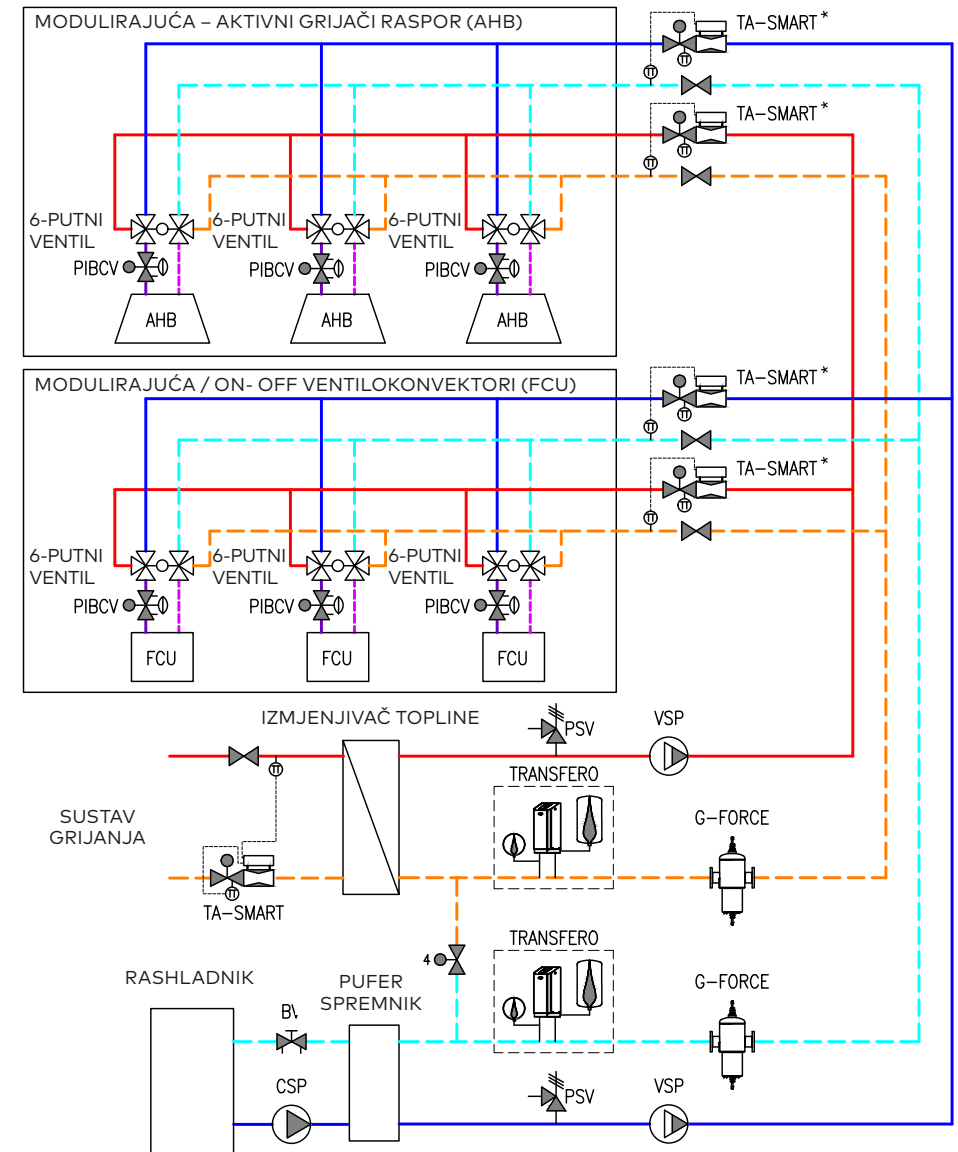 MODULIRAJUĆA – AKTIVNI GRIJAČI RASPOR (AHB)
TA-SMART *
TA-SMART *
6-PUTNI
VENTIL
6-PUTNI
VENTIL
6-PUTNI
VENTIL
PIBCV
PIBCV
PIBCV
AHB
AHB
AHB
MODULIRAJUĆA / ON- OFF VENTILOKONVEKTORI (FCU)
TA-SMART *
TA-SMART *
6-PUTNI
VENTIL
6-PUTNI
VENTIL
6-PUTNI
VENTIL
PIBCV
PIBCV
PIBCV
FCU
FCU
FCU
IZMJENJIVAČ TOPLINE
PSV
VSP
TRANSFERO
G-FORCE
SUSTAV
GRIJANJA
TA-SMART
4
TRANSFERO
G-FORCE
RASHLADNIK
PUFER
SPREMNIK
CSP
PSV
VSP